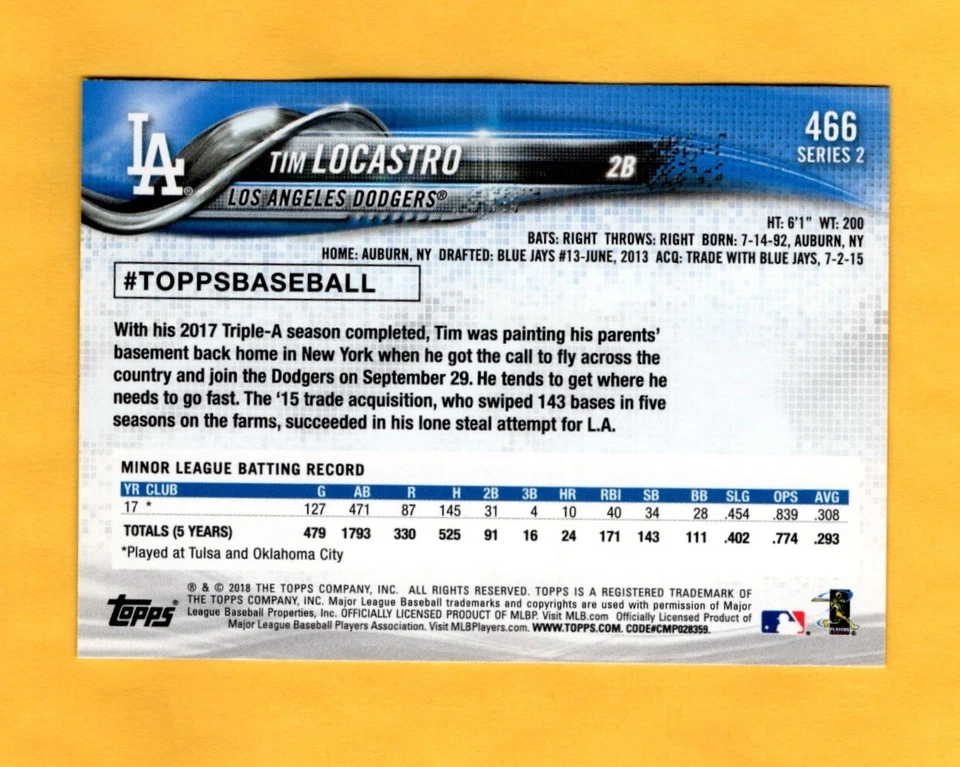 LA®
TIM LOCASTRO
2B
466
SERIES 2
LOS ANGELES DODGERS®
HT: 6'1" WT: 200
BATS: RIGHT THROWS: RIGHT BORN: 7-14-92, AUBURN, NY
HOME: AUBURN, NY DRAFTED: BLUE JAYS #13-JUNE, 2013 ACQ: TRADE WITH BLUE JAYS, 7-2-15
#TOPPSBASEBALL
With his 2017 Triple-A season completed, Tim was painting his parents'
basement back home in New York when he got the call to fly across the
country and join the Dodgers on September 29. He tends to get where he
needs to go fast. The '15 trade acquisition, who swiped 143 bases in five
seasons on the farms, succeeded in his lone steal attempt for L.A.
MINOR LEAGUE BATTING RECORD
YR CLUB G AB R H 2B 3B HR RBI SB BB SLG OPS AVG
17 * 127 471 87 145 31 4 10 40 34 28 .454 .839 .308
TOTALS (5 YEARS) 479 1793 330 525 91 16 24 171 143 111 .402 .774 .293
*Played at Tulsa and Oklahoma City
Topps®
® & © 2018 THE TOPPS COMPANY, INC. ALL RIGHTS RESERVED. TOPPS IS A REGISTERED TRADEMARK OF
THE TOPPS COMPANY, INC. Major League Baseball trademarks and copyrights are used with permission of Major
League Baseball Properties, Inc. OFFICIALLY LICENSED PRODUCT OF MLBP. Visit MLB.com Officially Licensed Product of
Major League Baseball Players Association. Visit MLBPlayers.com. WWW.TOPPS.COM. CODE#CMP028359.